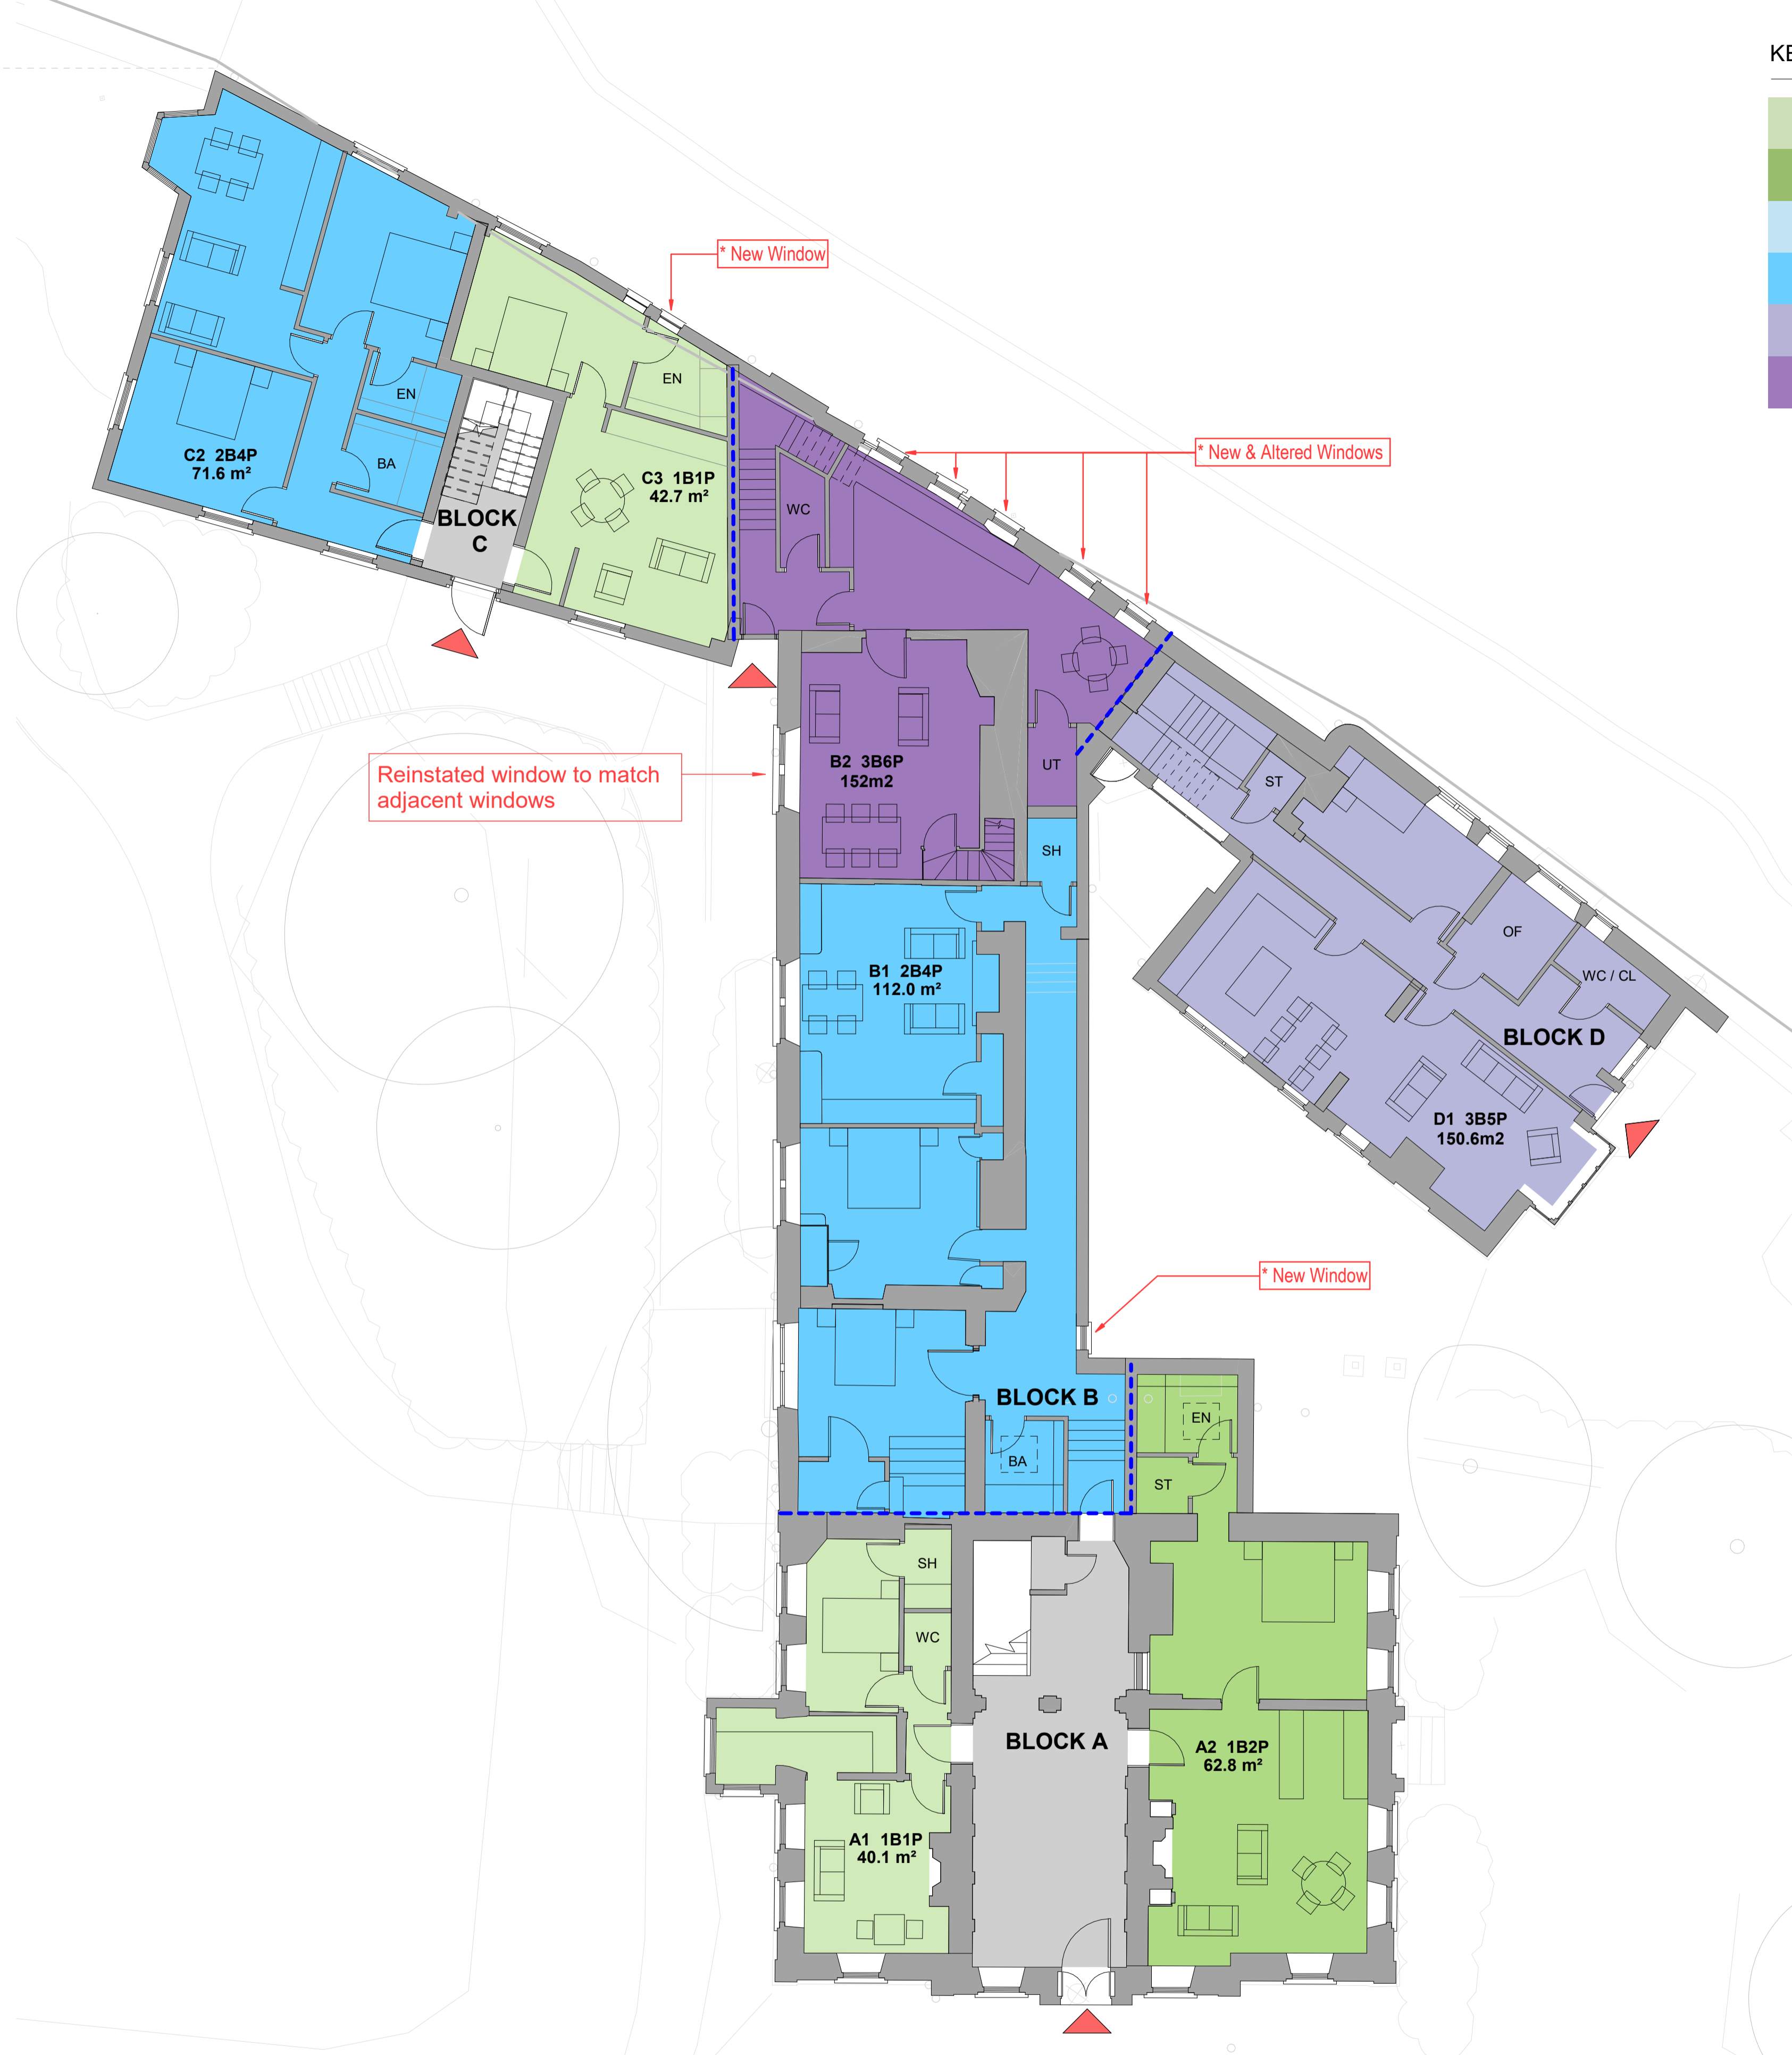 KE
* New Window
EN
EN
C2 2B4P
71.6 m²
BA
C3 1B1P
42.7 m²
* New & Altered Windows
WC
BLOCK
C
Reinstated window to match
adjacent windows
B2 3B6P
152m2
UT
ST
SH
OF
B1 2B4P
112.0 m²
WC / CL
BLOCK D
D1 3B5P
150.6m2
* New Window
BLOCK B
EN
BA
ST
SH
WC
BLOCK A
A2 1B2P
62.8 m²
A1 1B1P
40.1 m²